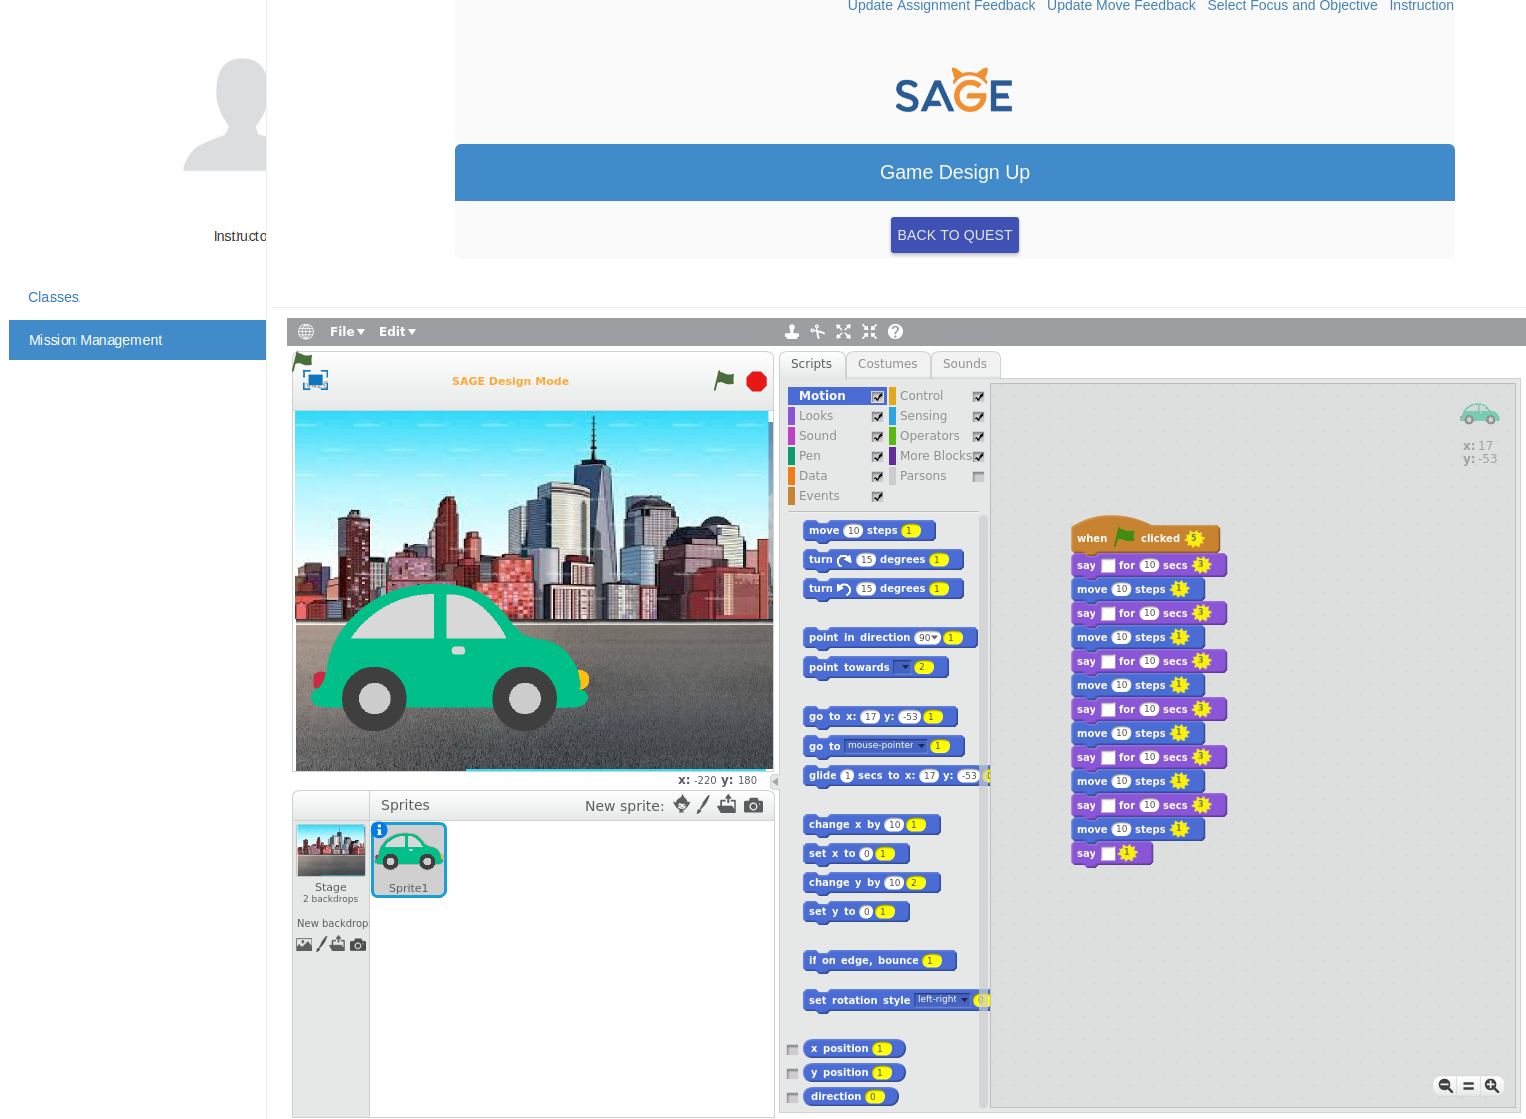 Update Assignment Feedback Update Move Feedback Select Focus and Objective Instruction
SAGE
Game Design Up
BACK TO QUEST
Instructo
Classes
Mission Management
File Edit
SAGE Design Mode
x: -220 y: 180
Sprites New sprite:
Stage
2 backdrops
New backdrop:
Sprite1
Scripts Costumes Sounds
Motion Control
Looks Sensing
Sound Operators
Pen More Blocks
Data Parsons
Events
move 10 steps 1
turn 15 degrees 1
turn 15 degrees 1
point in direction 90 1
point towards 2
go to x: 17 y: -53 1
go to mouse-pointer 1
glide 1 secs to x: 17 y: -53
change x by 10 1
set x to 0 1
change y by 10 2
set y to 0 1
if on edge, bounce 1
set rotation style left-right 0
x position 1
y position 1
direction 0
x: 17
y: -53
when clicked 5
say for 10 secs 3
move 10 steps 1
say for 10 secs 3
move 10 steps 1
say for 10 secs 3
move 10 steps 1
say for 10 secs 3
move 10 steps 1
say for 10 secs 3
move 10 steps 1
say for 10 secs 3
move 10 steps 1
say 1